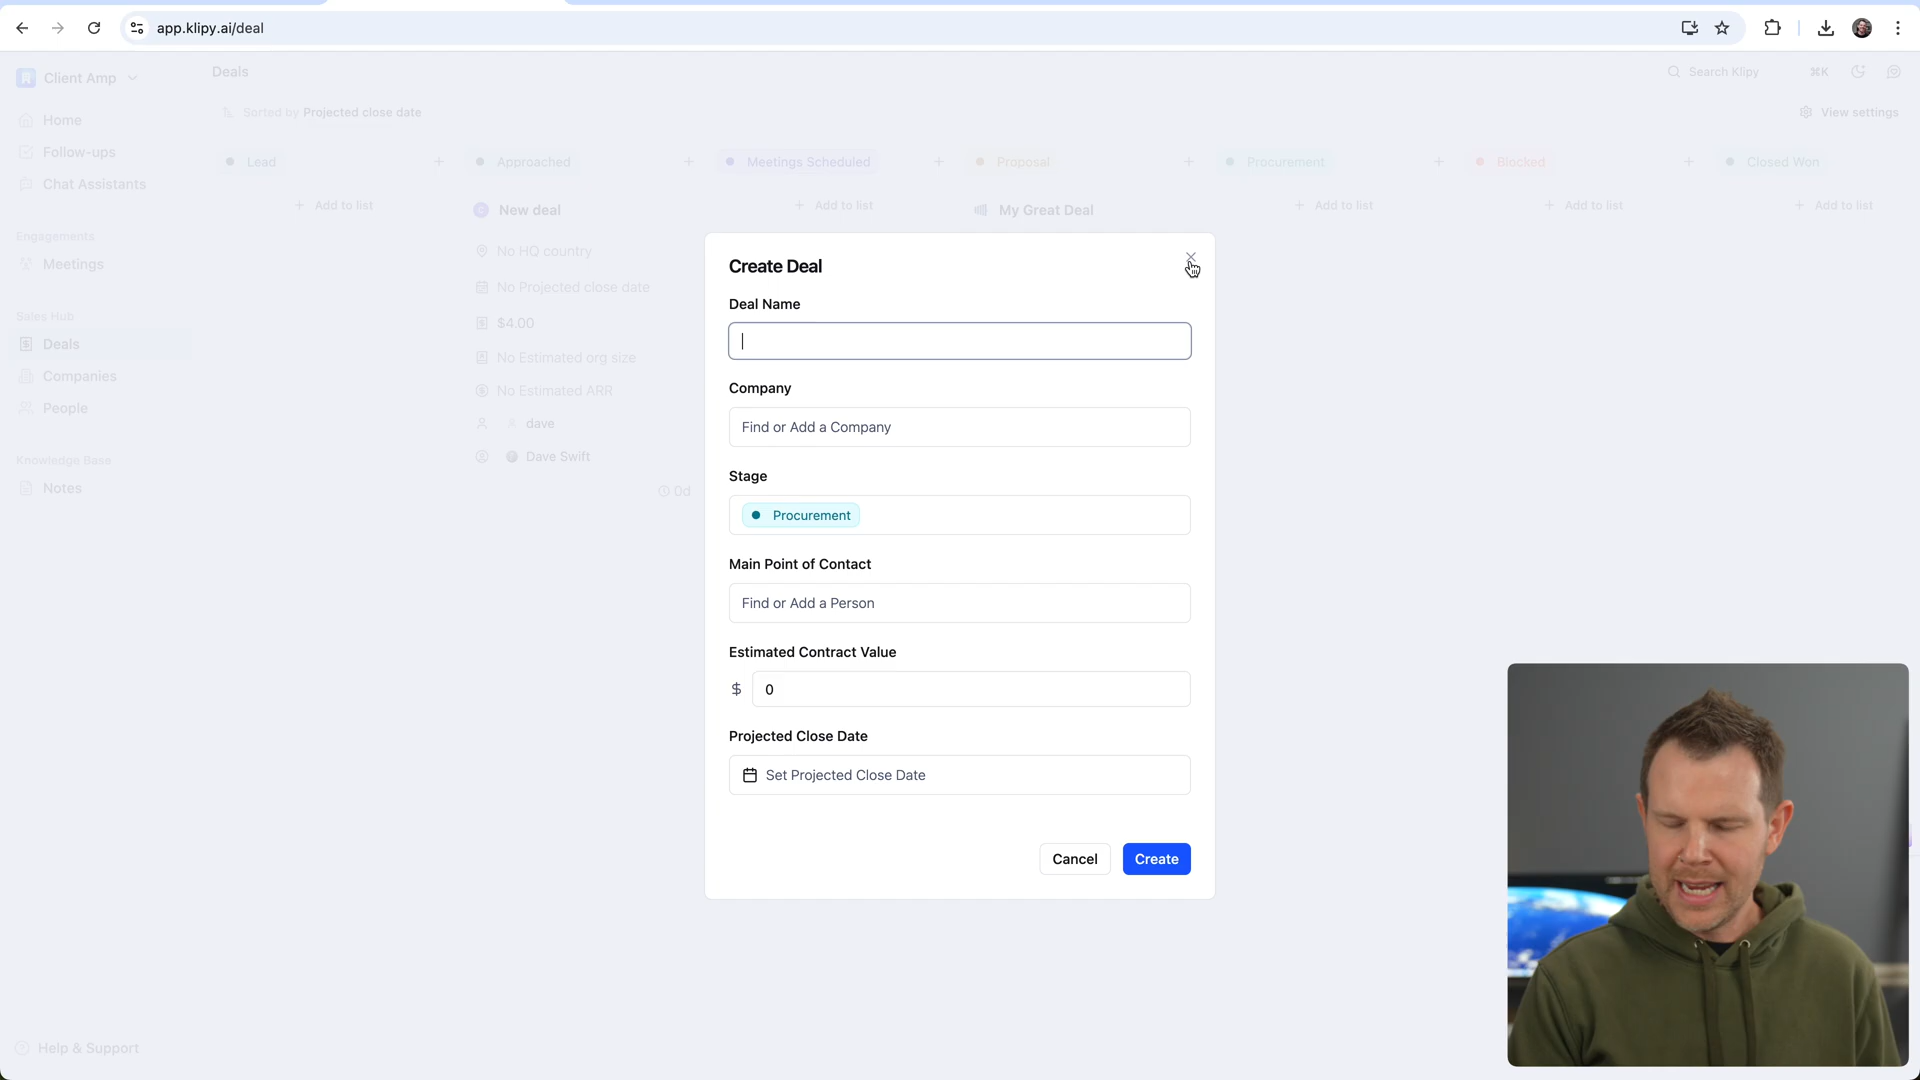 app.klipy.ai/deal
Client Amp
Deals
Search Klipy
⌘K
Sorted by Projected close date
View settings
Home
Follow-ups
Chat Assistants
Engagements
Meetings
Sales Hub
Deals
Companies
People
Knowledge Base
Notes
Help & Support
Lead
Approached
Meetings Scheduled
Proposal
Procurement
Blocked
Closed Won
Add to list
New deal
Add to list
My Great Deal
Add to list
Add to list
Add to list
No HQ country
No Projected close date
$4.00
No Estimated org size
No Estimated ARR
dave
Dave Swift
0d
Create Deal
Deal Name
Company
Find or Add a Company
Stage
Procurement
Main Point of Contact
Find or Add a Person
Estimated Contract Value
$ 0
Projected Close Date
Set Projected Close Date
Cancel
Create